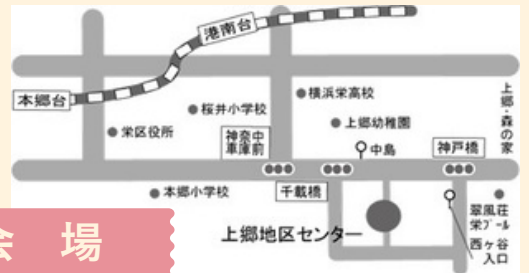 港南台
本郷台
横浜栄高校
桜井小学校
上郷幼稚園
栄区役所
神奈中
車庫前
中島
神戸橋
上郷・森の家
本郷小学校
千載橋
上郷地区センター
翠風荘
栄プール
西ヶ谷
入口
会場